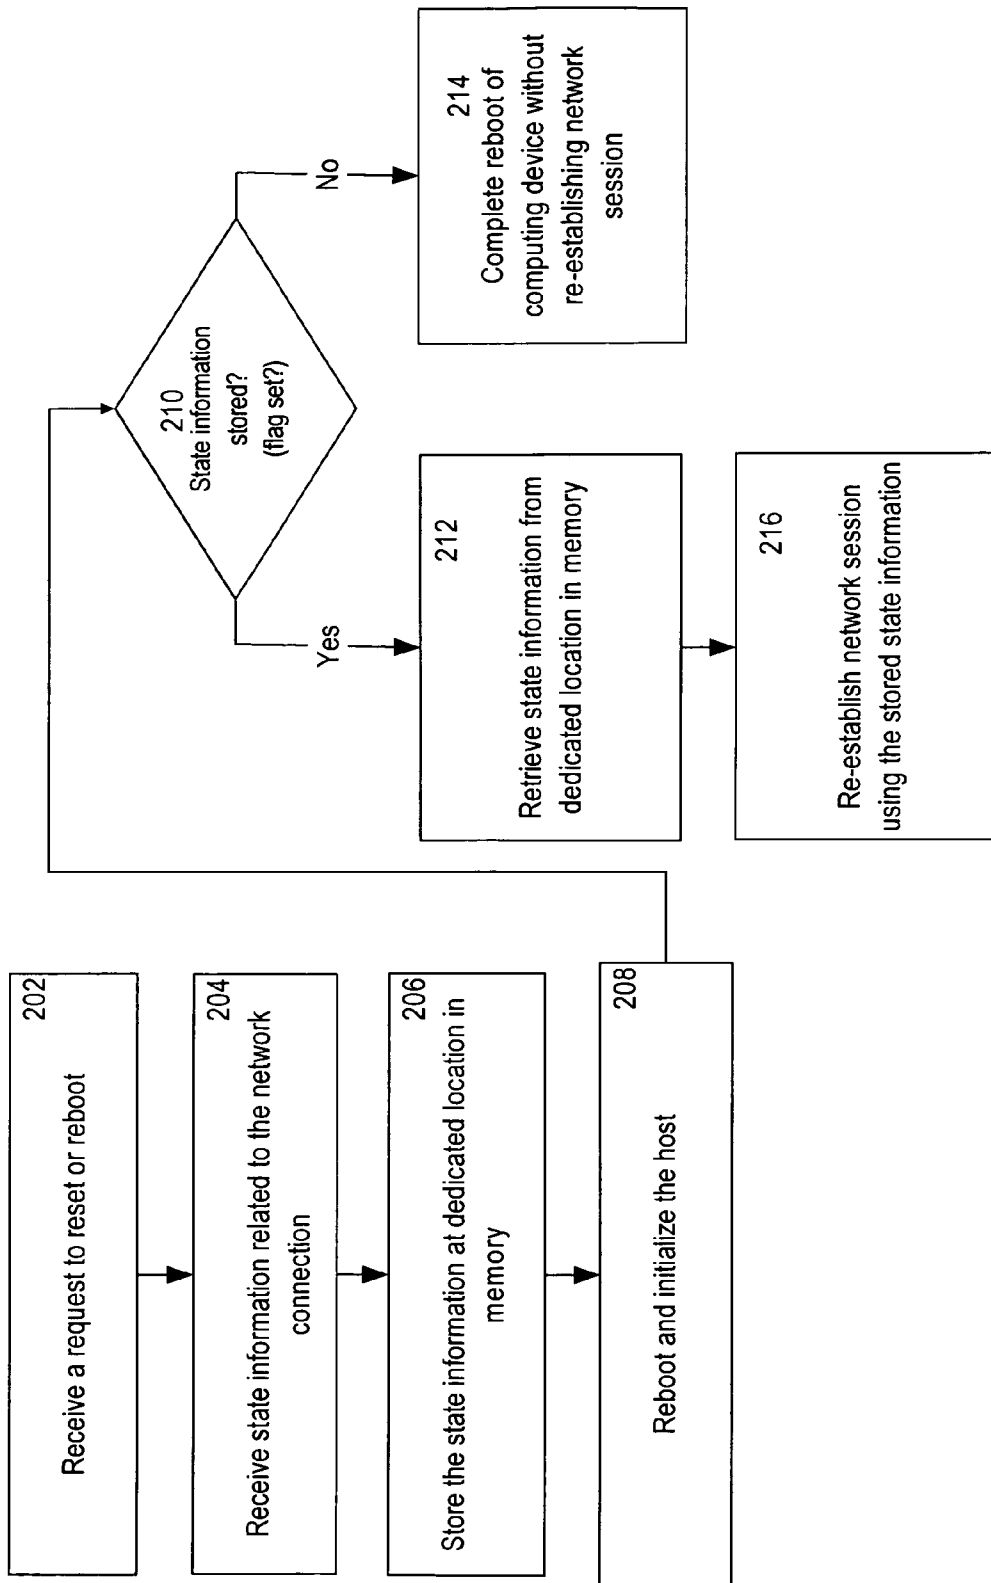 202
Receive a request to reset or reboot
204
Receive state information related to the network
connection
206
Store the state information at dedicated location in
memory
208
Reboot and initialize the host
210
State information
stored?
(flag set?)
Yes
No
212
Retrieve state information from
dedicated location in memory
214
Complete reboot of
computing device without
re-establishing network
session
216
Re-establish network session
using the stored state information